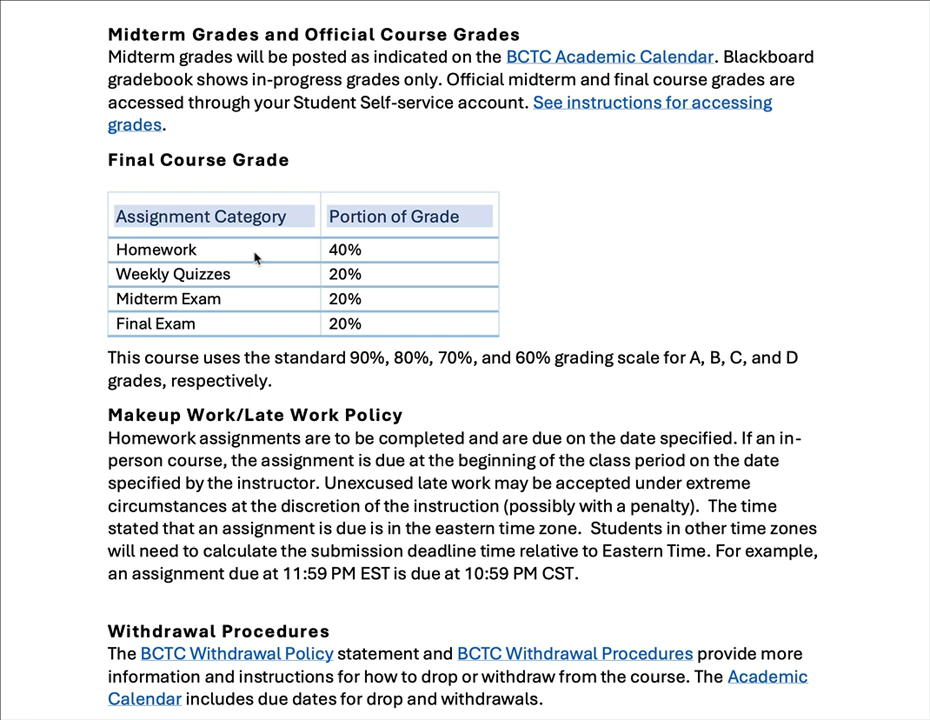 Midterm Grades and Official Course Grades
Midterm grades will be posted as indicated on the BCTC Academic Calendar. Blackboard
gradebook shows in-progress grades only. Official midterm and final course grades are
accessed through your Student Self-service account. See instructions for accessing
grades.
Final Course Grade
Assignment Category Portion of Grade
Homework 40%
Weekly Quizzes 20%
Midterm Exam 20%
Final Exam 20%
This course uses the standard 90%, 80%, 70%, and 60% grading scale for A, B, C, and D
grades, respectively.
Makeup Work/Late Work Policy
Homework assignments are to be completed and are due on the date specified. If an in-
person course, the assignment is due at the beginning of the class period on the date
specified by the instructor. Unexcused late work may be accepted under extreme
circumstances at the discretion of the instruction (possibly with a penalty).  The time
stated that an assignment is due is in the eastern time zone.  Students in other time zones
will need to calculate the submission deadline time relative to Eastern Time. For example,
an assignment due at 11:59 PM EST is due at 10:59 PM CST.
Withdrawal Procedures
The BCTC Withdrawal Policy statement and BCTC Withdrawal Procedures provide more
information and instructions for how to drop or withdraw from the course. The Academic
Calendar includes due dates for drop and withdrawals.